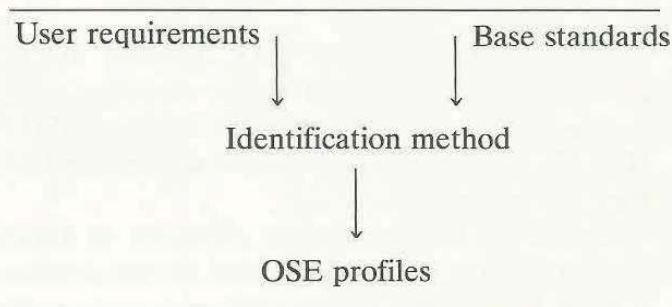 User requirements Base standards
Identification method
OSE profiles